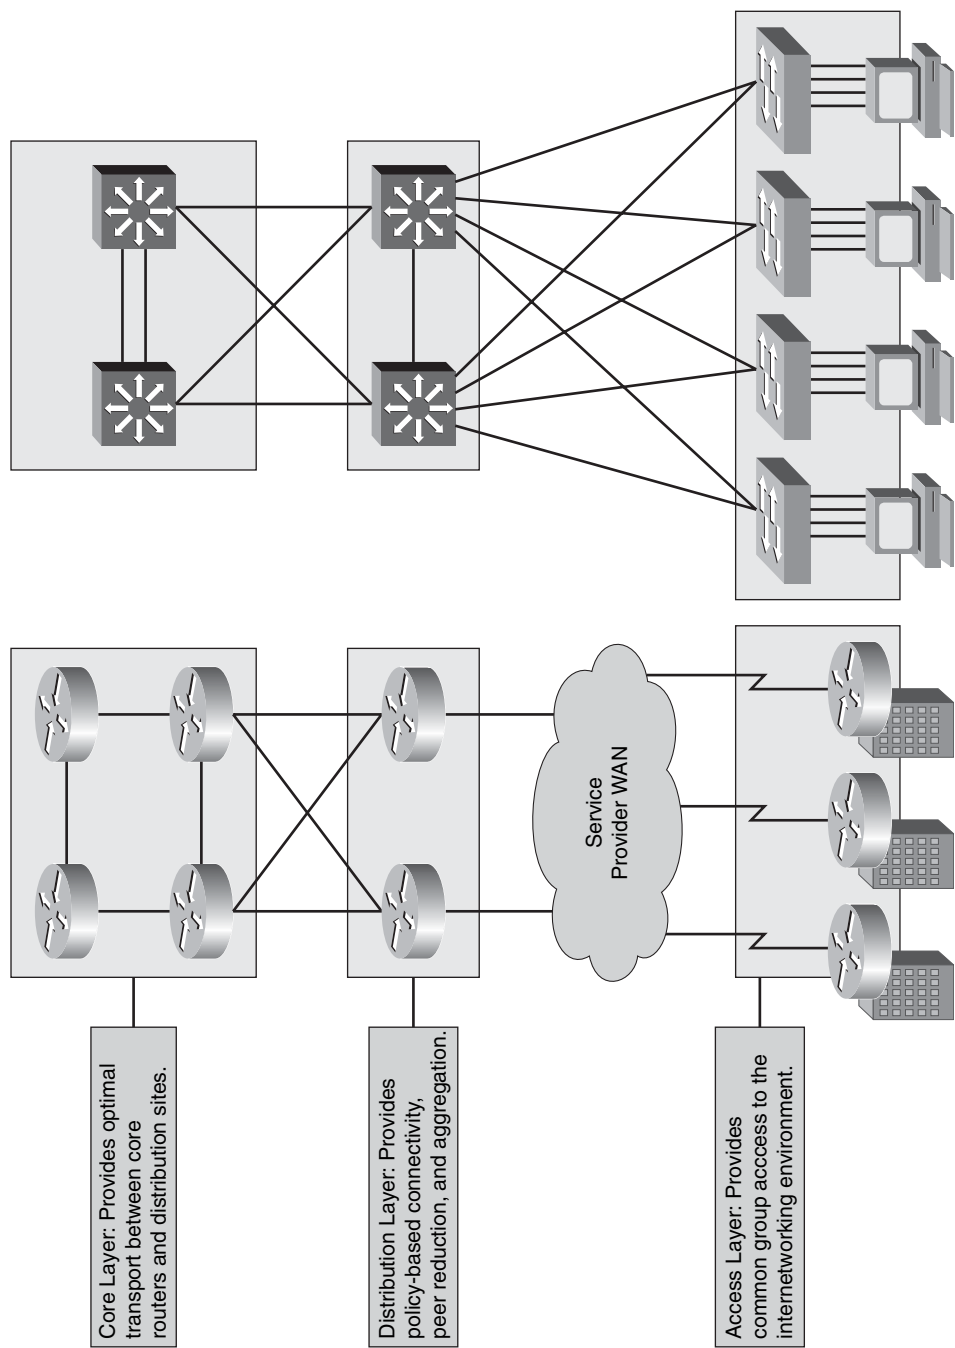 Core Layer: Provides optimal
transport between core
routers and distribution sites.
Distribution Layer: Provides
policy-based connectivity,
peer reduction, and aggregation.
Access Layer: Provides
common group acccess to the
internetworking environment.
Service
Provider WAN